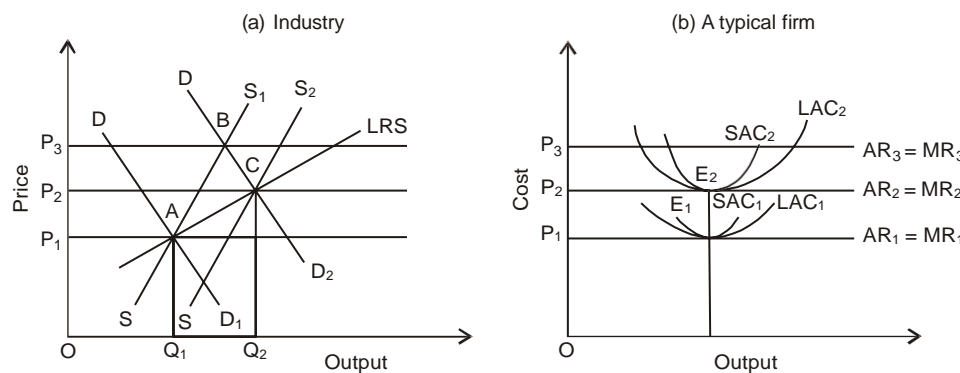 (a) Industry
D
D
S₁
S₂
B
LRS
P₃
C
P₂
A
P₁
Price
D₂
S
S
D₁
O
Q₁
Q₂
Output
(b) A typical firm
LAC₂
SAC₂
P₃
AR₃ = MR₃
E₂
P₂
AR₂ = MR₂
E₁
SAC₁
LAC₁
P₁
AR₁ = MR₁
Cost
O
Output